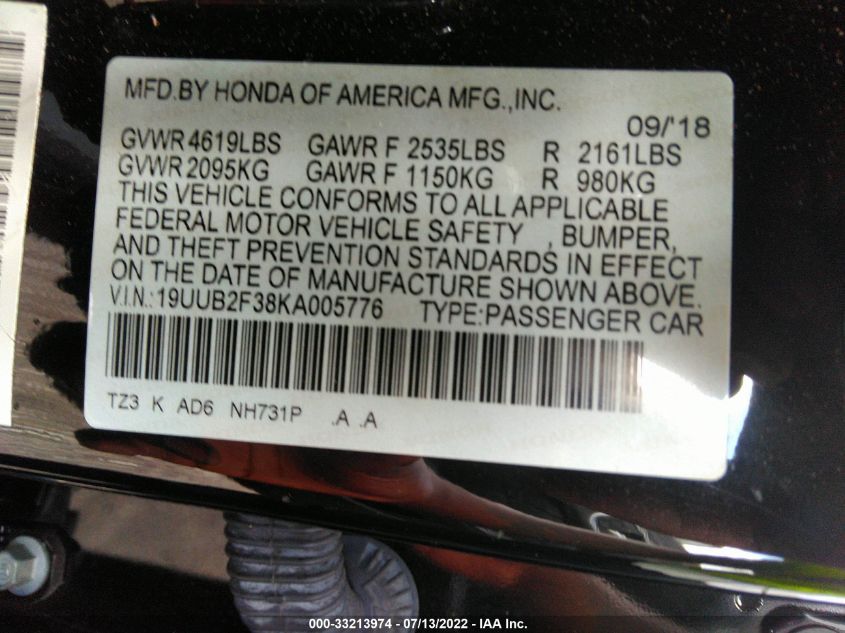 MFD.BY HONDA OF AMERICA MFG.,INC.
09/'18
GVWR 4619LBS GAWR F 2535LBS R 2161LBS
GVWR 2095KG GAWR F 1150KG R 980KG
THIS VEHICLE CONFORMS TO ALL APPLICABLE
FEDERAL MOTOR VEHICLE SAFETY , BUMPER,
AND THEFT PREVENTION STANDARDS IN EFFECT
ON THE DATE OF MANUFACTURE SHOWN ABOVE.
V.I.N.:19UUB2F38KA005776 TYPE:PASSENGER CAR
TZ3 K AD6 NH731P .A .A
000-33213974 - 07/13/2022 - IAA Inc.